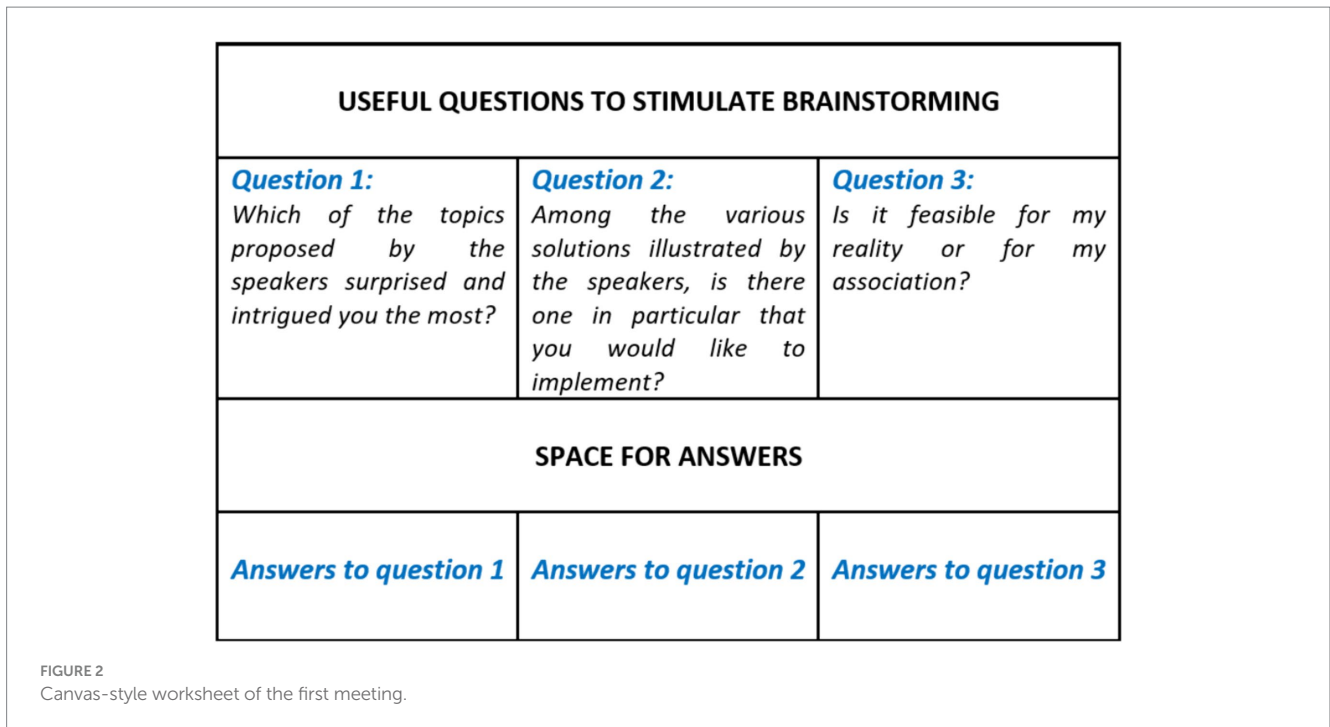 USEFUL QUESTIONS TO STIMULATE BRAINSTORMING
Question 1:
Which of the topics
proposed by the
speakers surprised and
intrigued you the most?
Question 2:
Among the various
solutions illustrated by
the speakers, is there
one in particular that
you would like to
implement?
Question 3:
Is it feasible for my
reality or for my
association?
SPACE FOR ANSWERS
Answers to question 1
Answers to question 2
Answers to question 3
FIGURE 2
Canvas-style worksheet of the first meeting.